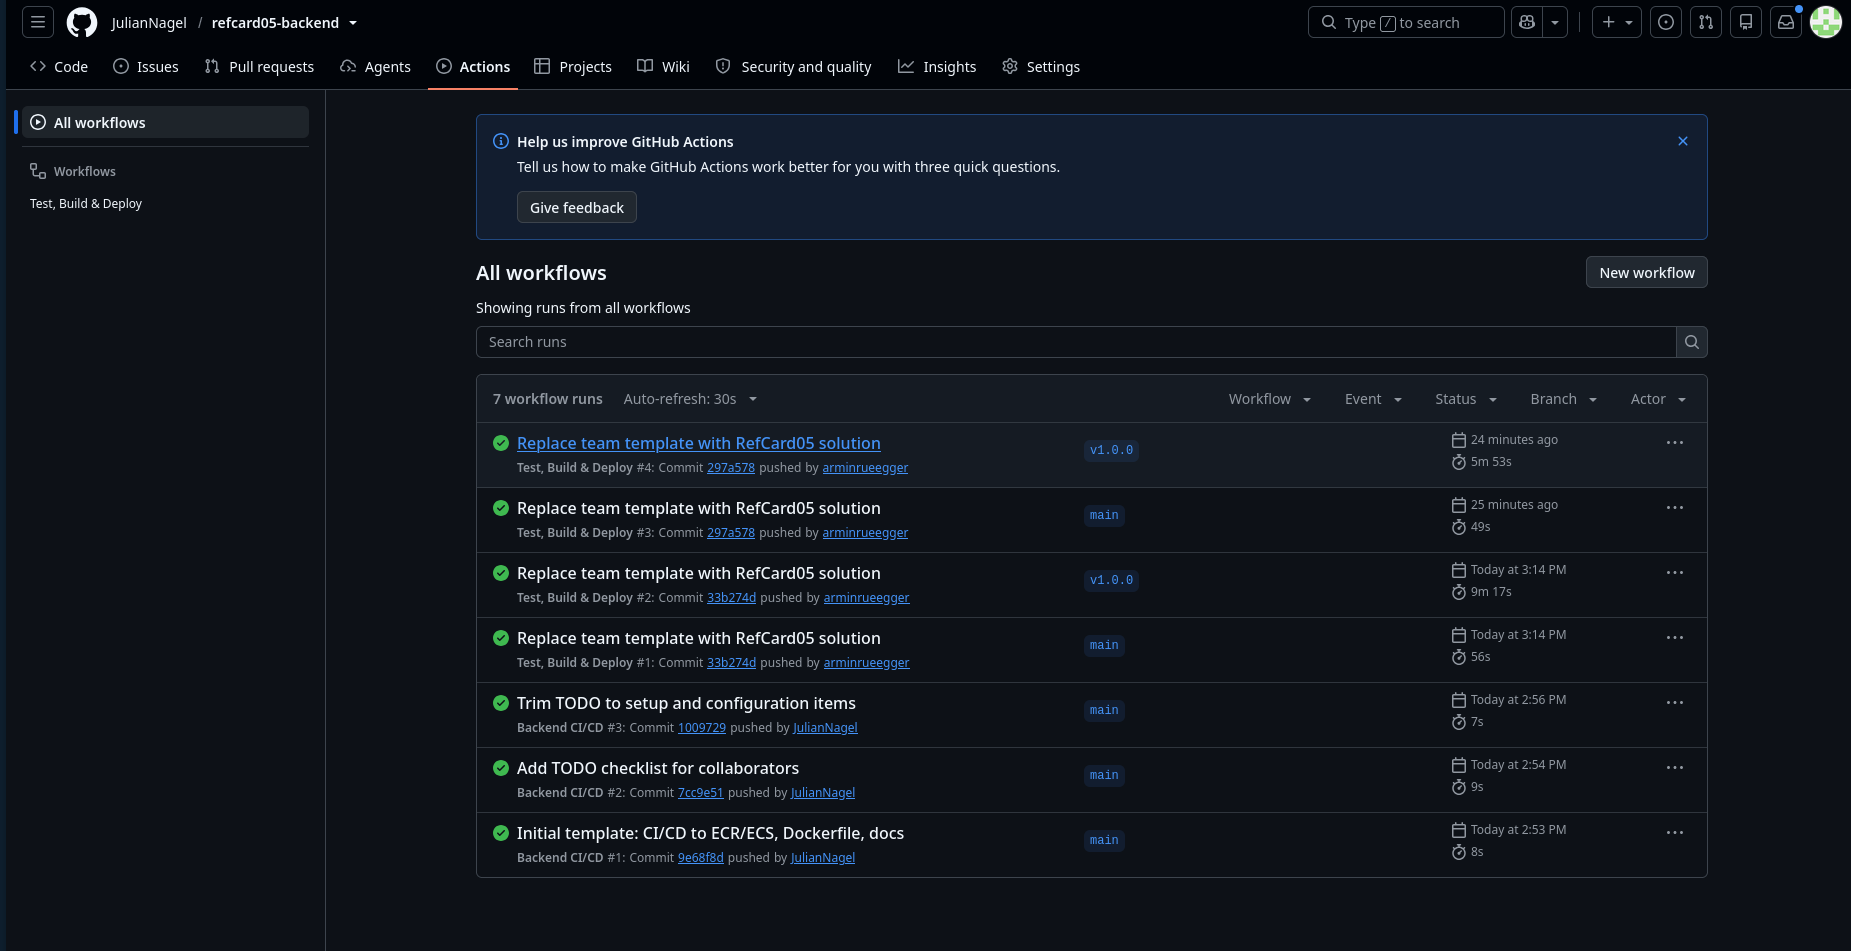 JulianNagel / refcard05-backend
Type / to search
Code Issues Pull requests Agents Actions Projects Wiki Security and quality Insights Settings
All workflows
Workflows
Test, Build & Deploy
Help us improve GitHub Actions
Tell us how to make GitHub Actions work better for you with three quick questions.
Give feedback
All workflows
New workflow
Showing runs from all workflows
Search runs
7 workflow runs Auto-refresh: 30s Workflow Event Status Branch Actor
Replace team template with RefCard05 solution
Test, Build & Deploy #4: Commit 297a578 pushed by arminrueegger
v1.0.0
24 minutes ago
5m 53s
Replace team template with RefCard05 solution
Test, Build & Deploy #3: Commit 297a578 pushed by arminrueegger
main
25 minutes ago
49s
Replace team template with RefCard05 solution
Test, Build & Deploy #2: Commit 33b274d pushed by arminrueegger
v1.0.0
Today at 3:14 PM
9m 17s
Replace team template with RefCard05 solution
Test, Build & Deploy #1: Commit 33b274d pushed by arminrueegger
main
Today at 3:14 PM
56s
Trim TODO to setup and configuration items
Backend CI/CD #3: Commit 1009729 pushed by JulianNagel
main
Today at 2:56 PM
7s
Add TODO checklist for collaborators
Backend CI/CD #2: Commit 7cc9e51 pushed by JulianNagel
main
Today at 2:54 PM
9s
Initial template: CI/CD to ECR/ECS, Dockerfile, docs
Backend CI/CD #1: Commit 9e68f8d pushed by JulianNagel
main
Today at 2:53 PM
8s